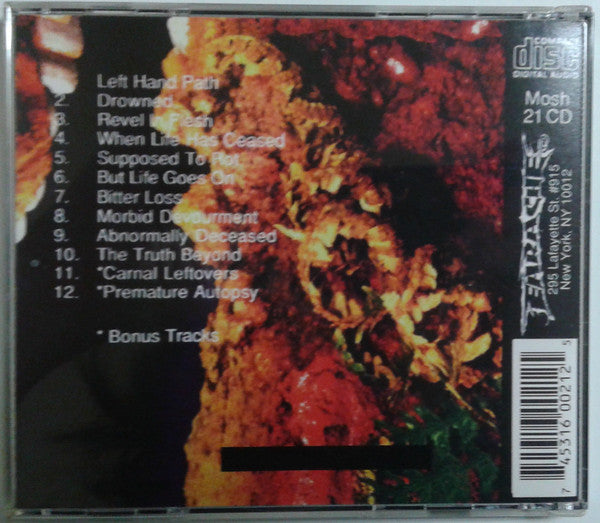 Left Hand Path
2. Drowned
3. Revel In Flesh
4. When Life Has Ceased
5. Supposed To Rot
6. But Life Goes On
7. Bitter Loss
8. Morbid Devourment
9. Abnormally Deceased
10. The Truth Beyond
11. *Carnal Leftovers
12. *Premature Autopsy
* Bonus Tracks
COMPACT
disc
DIGITAL AUDIO
Mosh
21 CD
EARACHE
295 Lafayette St. #915
New York, NY 10012
7 45316 00212 5